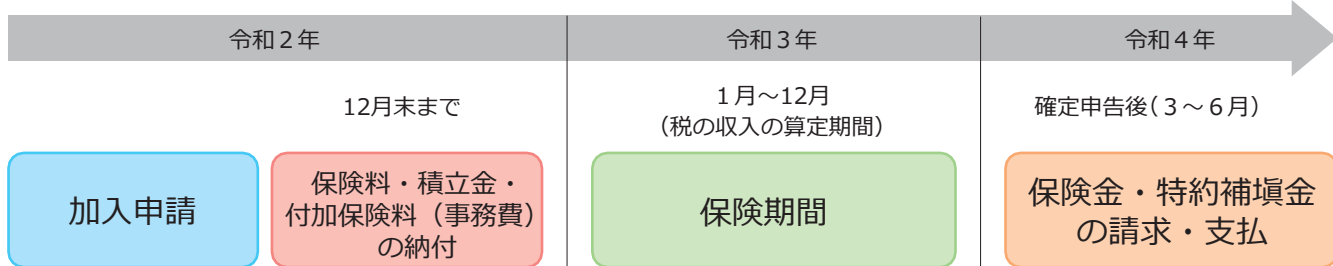 令和２年
令和３年
令和４年
12月末まで
１月～12月
（税の収入の算定期間）
確定申告後（３～６月）
加入申請
保険料・積立金・
付加保険料（事務費）
の納付
保険期間
保険金・特約補塡金
の請求・支払